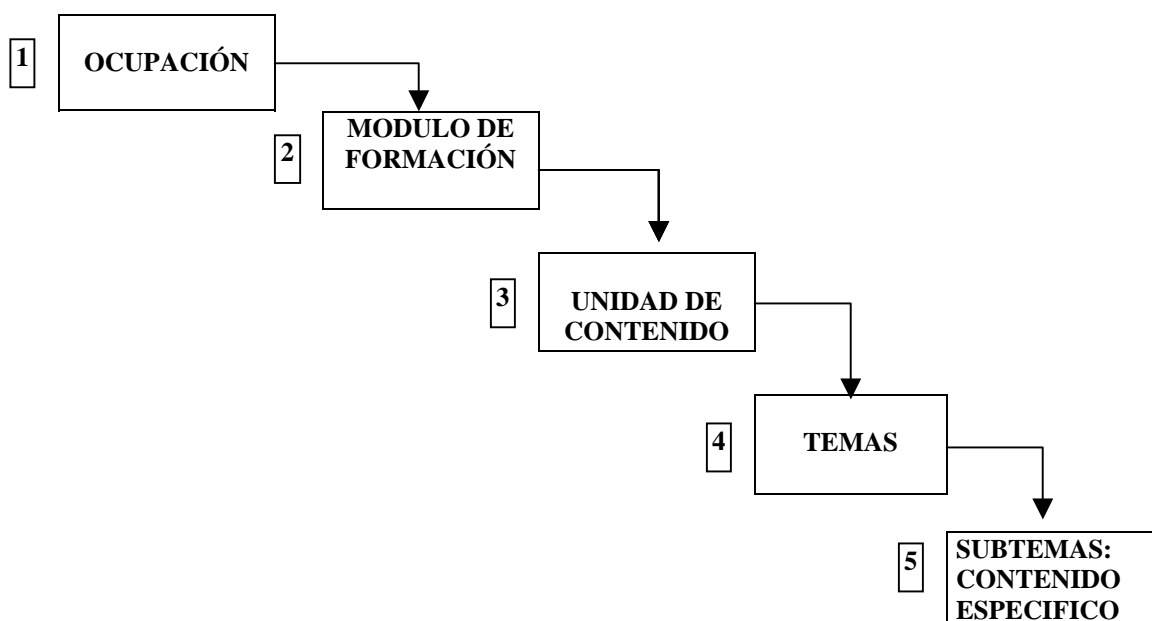 1
OCUPACIÓN
2
MODULO DE
FORMACIÓN
3
UNIDAD DE
CONTENIDO
4
TEMAS
5
SUBTEMAS:
CONTENIDO
ESPECIFICO